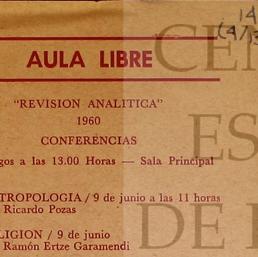 AULA LIBRE
"REVISION ANALITICA"
1960
CONFERENCIAS
gos a las 13.00 Horas — Sala Principal
TROPOLOGIA / 9 de junio a las 11 horas
Ricardo Pozas
LIGION / 9 de junio
Ramón Ertze Garamendi
CE
ES
DE